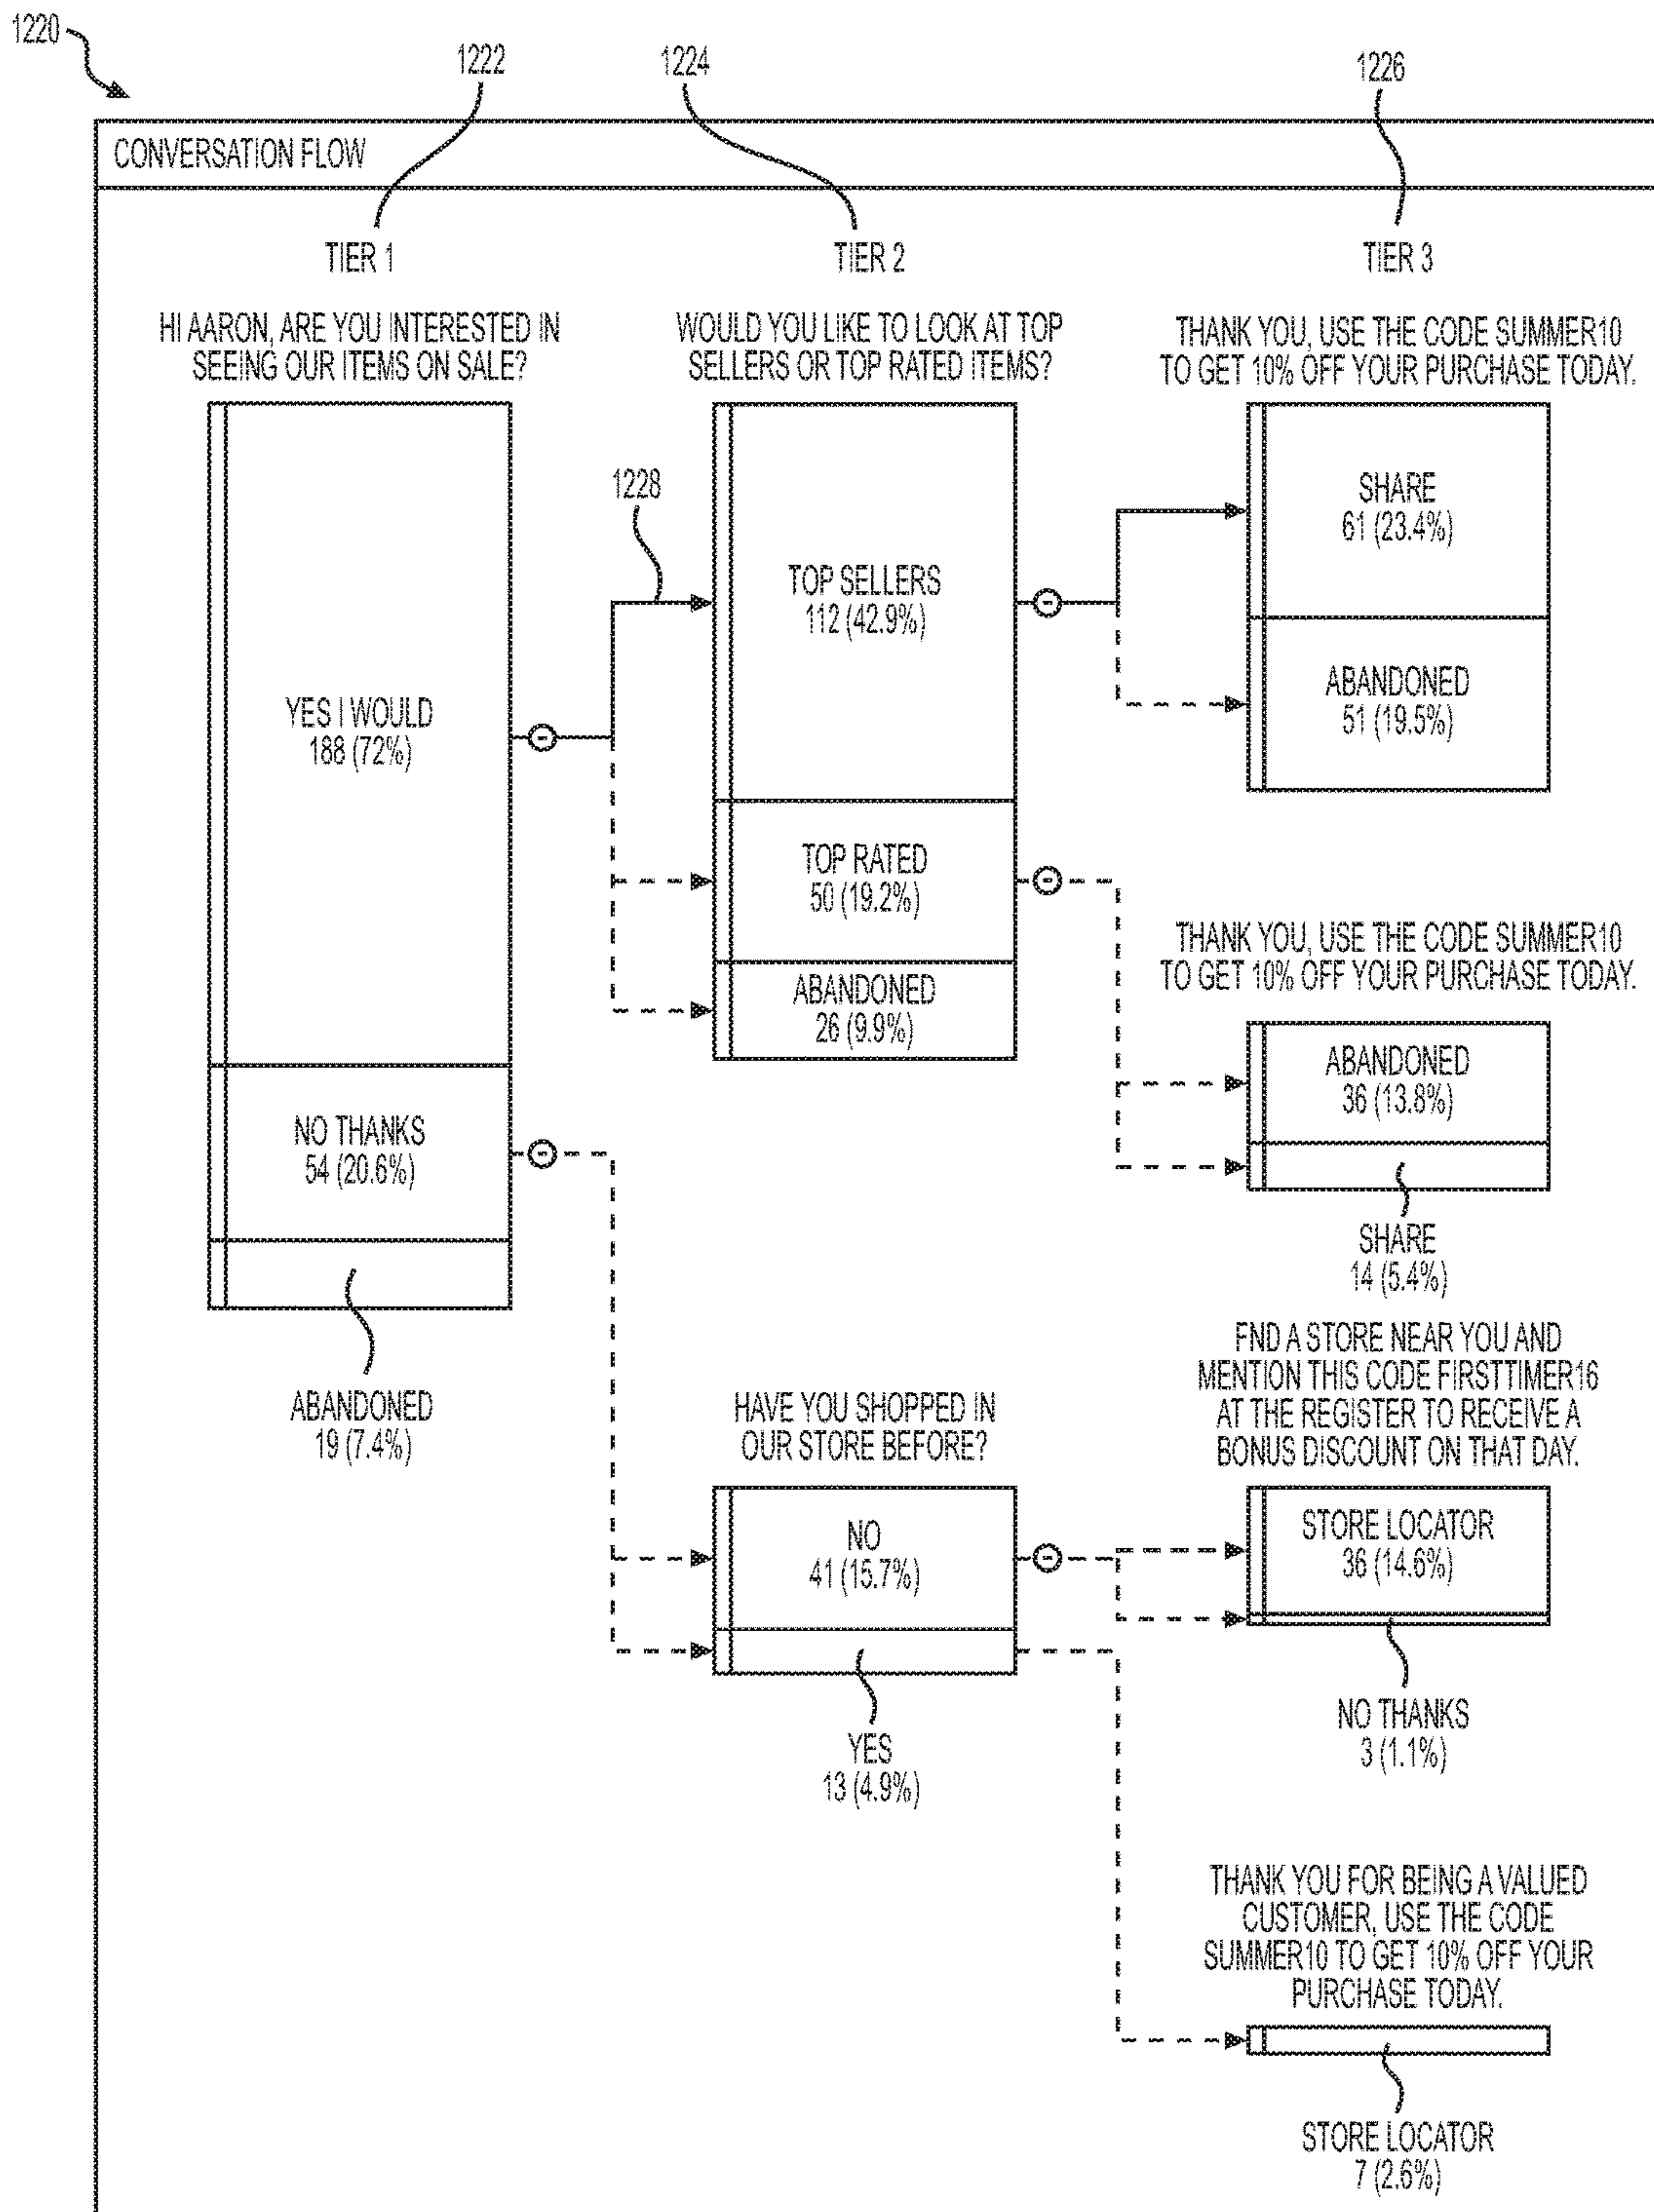 1220
1222
1224
1226
CONVERSATION FLOW
TIER 1
TIER 2
TIER 3
HI AARON, ARE YOU INTERESTED IN
SEEING OUR ITEMS ON SALE?
WOULD YOU LIKE TO LOOK AT TOP
SELLERS OR TOP RATED ITEMS?
THANK YOU, USE THE CODE SUMMER10
TO GET 10% OFF YOUR PURCHASE TODAY.
1228
YES I WOULD
188 (72%)
TOP SELLERS
112 (42.9%)
SHARE
61 (23.4%)
ABANDONED
51 (19.5%)
TOP RATED
50 (19.2%)
ABANDONED
26 (9.9%)
THANK YOU, USE THE CODE SUMMER10
TO GET 10% OFF YOUR PURCHASE TODAY.
ABANDONED
36 (13.8%)
SHARE
14 (5.4%)
NO THANKS
54 (20.6%)
ABANDONED
19 (7.4%)
HAVE YOU SHOPPED IN
OUR STORE BEFORE?
FND A STORE NEAR YOU AND
MENTION THIS CODE FIRSTTIMER16
AT THE REGISTER TO RECEIVE A
BONUS DISCOUNT ON THAT DAY.
NO
41 (15.7%)
YES
13 (4.9%)
STORE LOCATOR
36 (14.6%)
NO THANKS
3 (1.1%)
THANK YOU FOR BEING A VALUED
CUSTOMER, USE THE CODE
SUMMER10 TO GET 10% OFF YOUR
PURCHASE TODAY.
STORE LOCATOR
7 (2.6%)